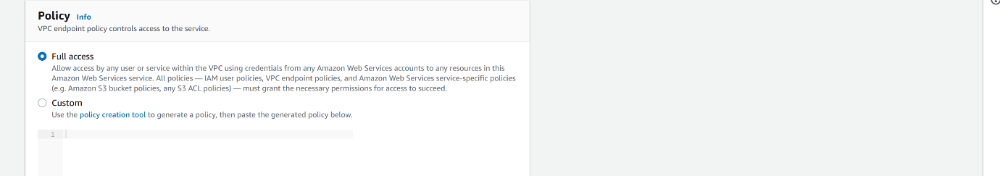 Policy Info
VPC endpoint policy controls access to the service.
Full access
Allow access by any user or service within the VPC using credentials from any Amazon Web Services accounts to any resources in this
Amazon Web Services service. All policies — IAM user policies, VPC endpoint policies, and Amazon Web Services service-specific policies
(e.g. Amazon S3 bucket policies, any S3 ACL policies) — must grant the necessary permissions for access to succeed.
Custom
Use the policy creation tool to generate a policy, then paste the generated policy below.
1